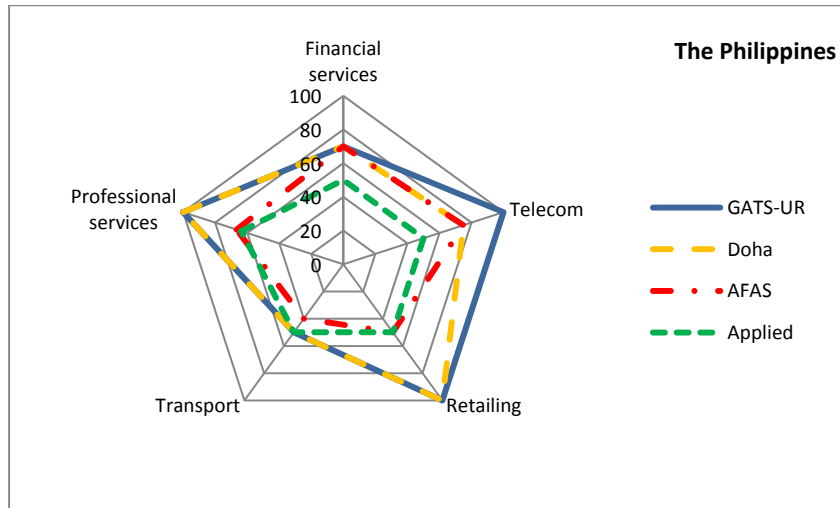 The Philippines
Financial
services
100
80
60
40
20
0
Telecom
Professional
services
Transport
Retailing
GATS-UR
Doha
AFAS
Applied